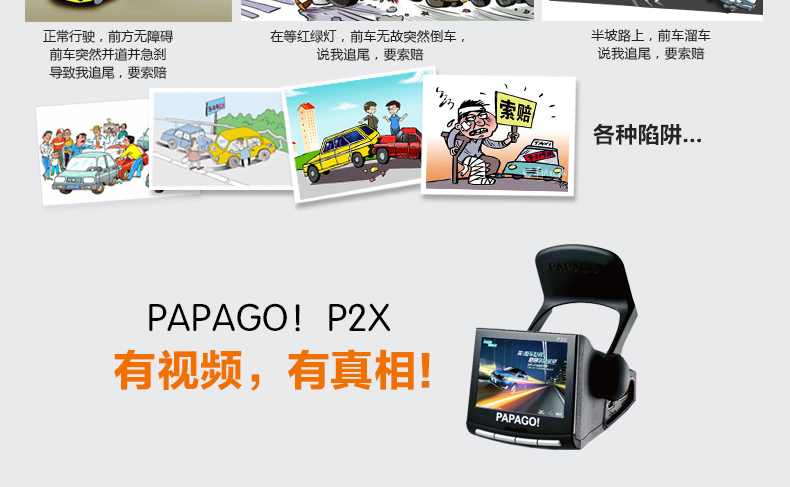 正常行驶，前方无障碍
前车突然并道并急刹
导致我追尾，要索赔
在等红绿灯，前车无故突然倒车，
说我追尾，要索赔
半坡路上，前车溜车
说我追尾，要索赔
索赔
TAXI
各种陷阱...
PAPAGO
PAPAGO! P2X
有视频，有真相!
P2X
PAPAGO!